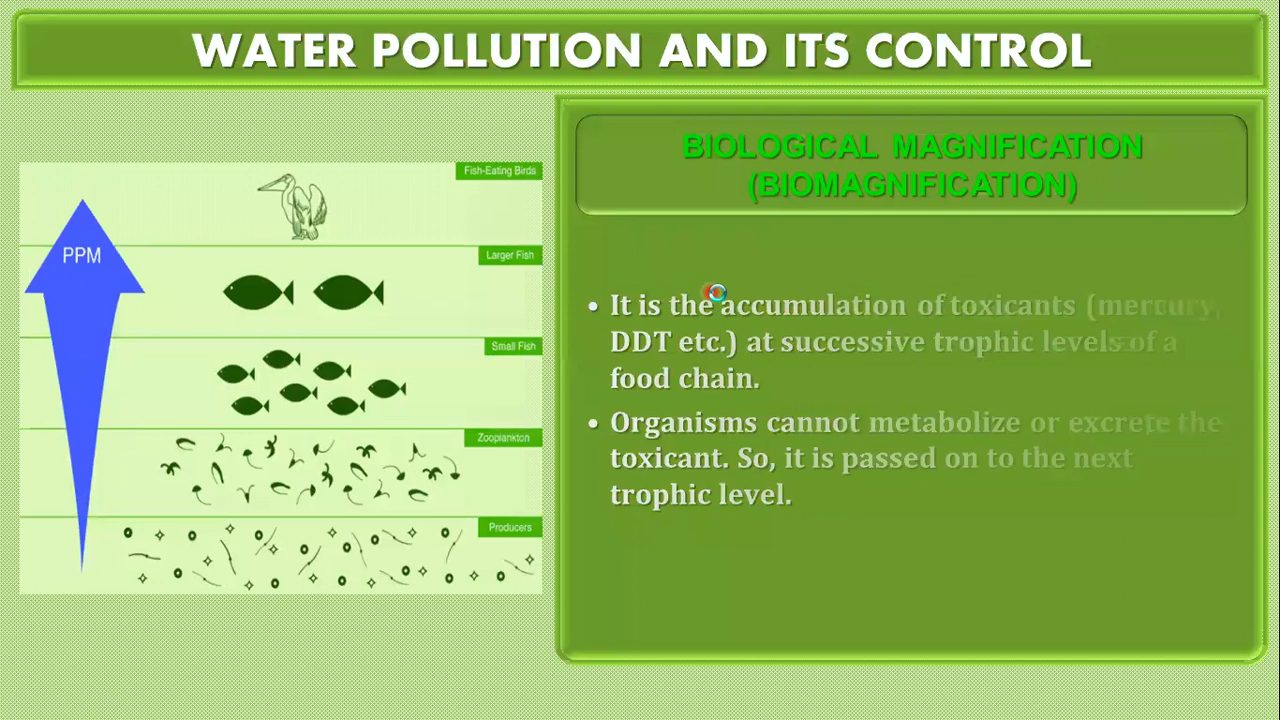 WATER POLLUTION AND ITS CONTROL
Fish-Eating Birds
PPM
Larger Fish
Small Fish
Zooplankton
Producers
BIOLOGICAL MAGNIFICATION
(BIOMAGNIFICATION)
• It is the accumulation of toxicants (mercury,
DDT etc.) at successive trophic levels of a
food chain.
• Organisms cannot metabolize or excrete the
toxicant. So, it is passed on to the next
trophic level.